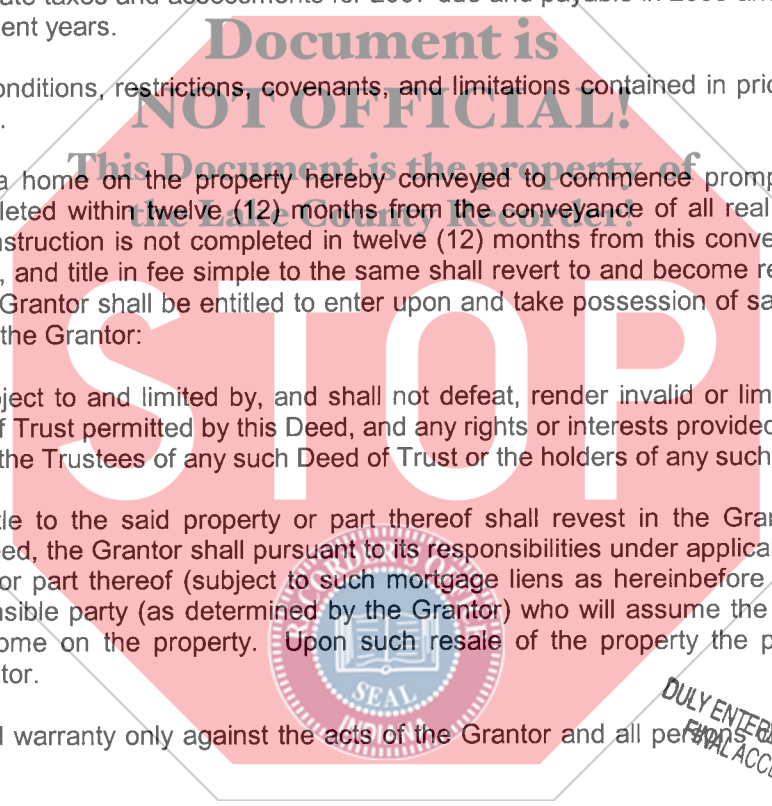 ate taxes and assessments for 2007 due and payable in 2008 an
ent years.
Document is
onditions, restrictions, covenants, and limitations contained in pric
NOT OFFICIAL!
a home on the property hereby conveyed to commence promp
This Document is the property of
leted within twelve (12) months from the conveyance of all real
the Lake County Recorder!
nstruction is not completed in twelve (12) months from this conve
, and title in fee simple to the same shall revert to and become re
Grantor shall be entitled to enter upon and take possession of sa
the Grantor:
STOP
ject to and limited by, and shall not defeat, render invalid or lim
f Trust permitted by this Deed, and any rights or interests provided
the Trustees of any such Deed of Trust or the holders of any such
tle to the said property or part thereof shall revest in the Gran
eed, the Grantor shall pursuant to its responsibilities under applical
or part thereof (subject to such mortgage liens as hereinbefore
nsible party (as determined by the Grantor) who will assume the
ome on the property. Upon such resale of the property the p
tor.
RECORDER'S OFFICE
SEAL
INDIANA
DULY ENTER
FINAL ACCE
d warranty only against the acts of the Grantor and all persons c